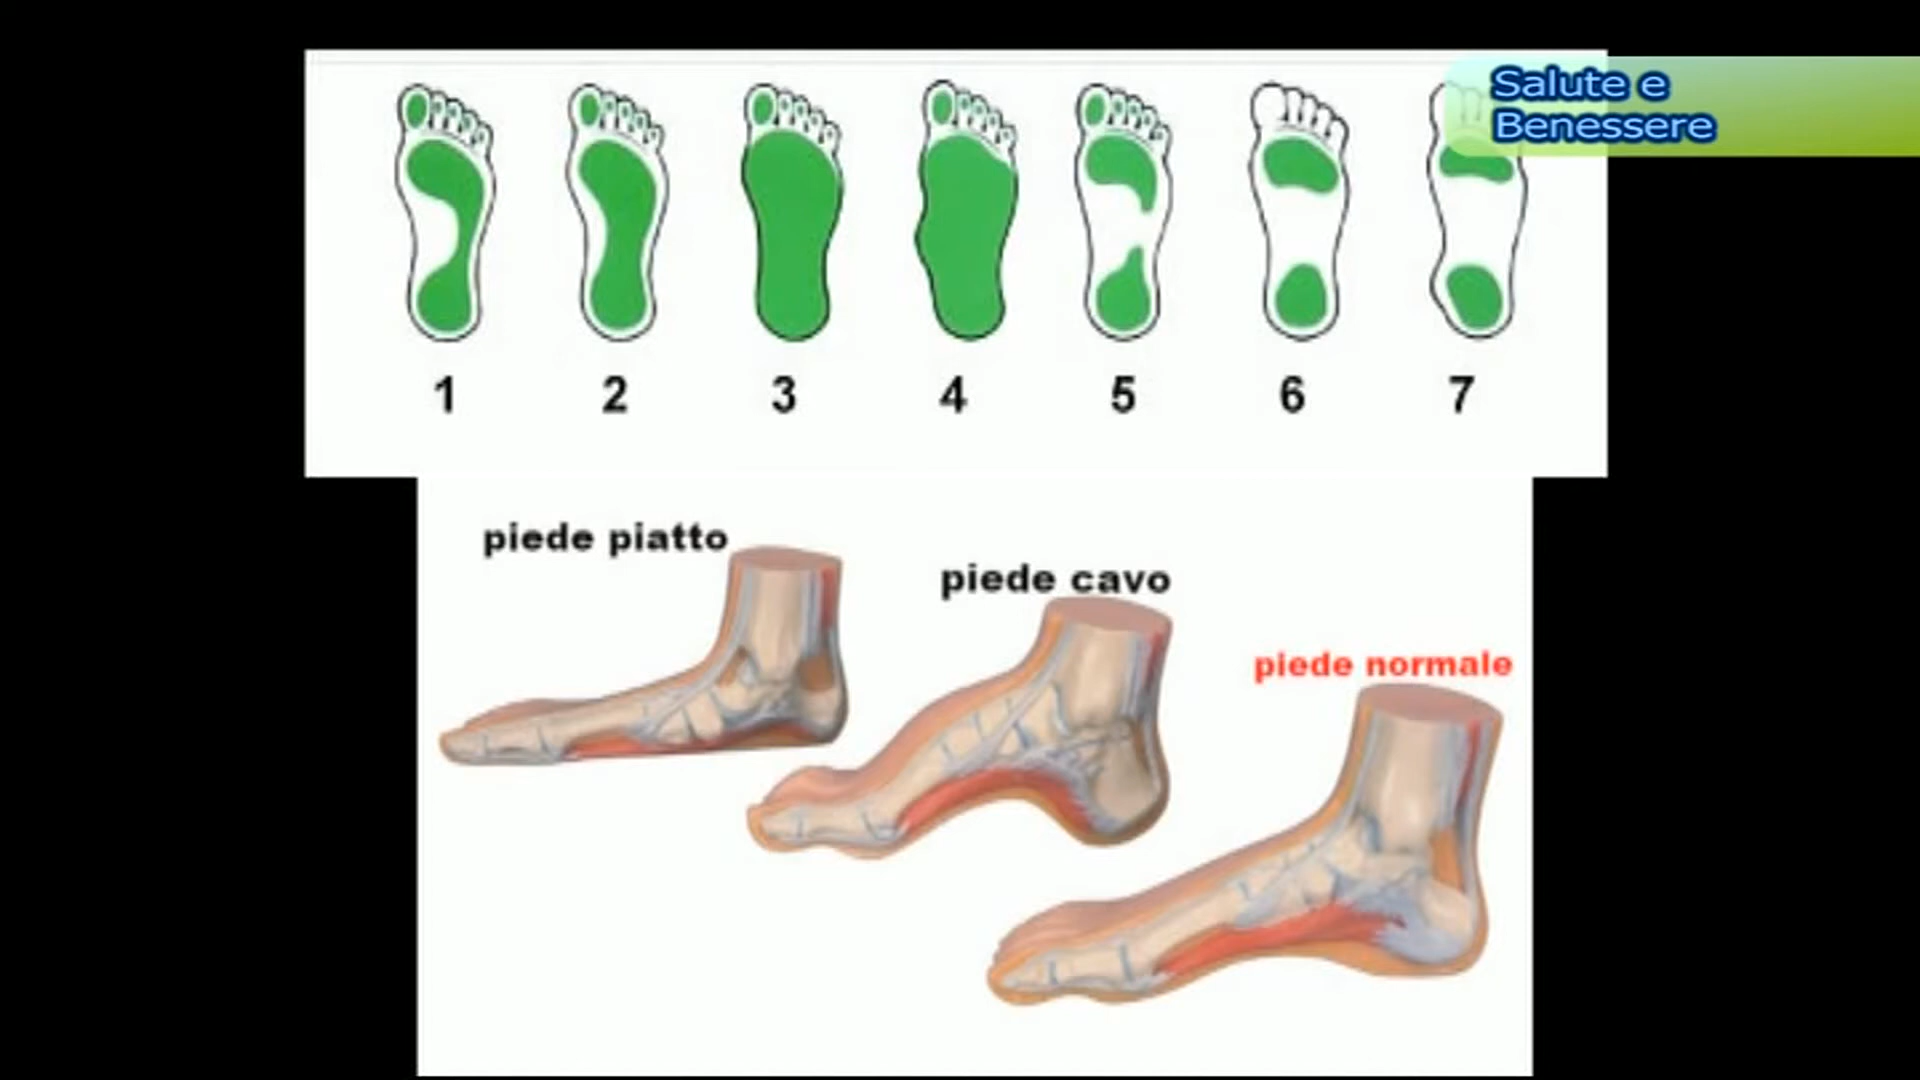 Salute e
Benessere
1 2 3 4 5 6 7
piede piatto
piede cavo
piede normale